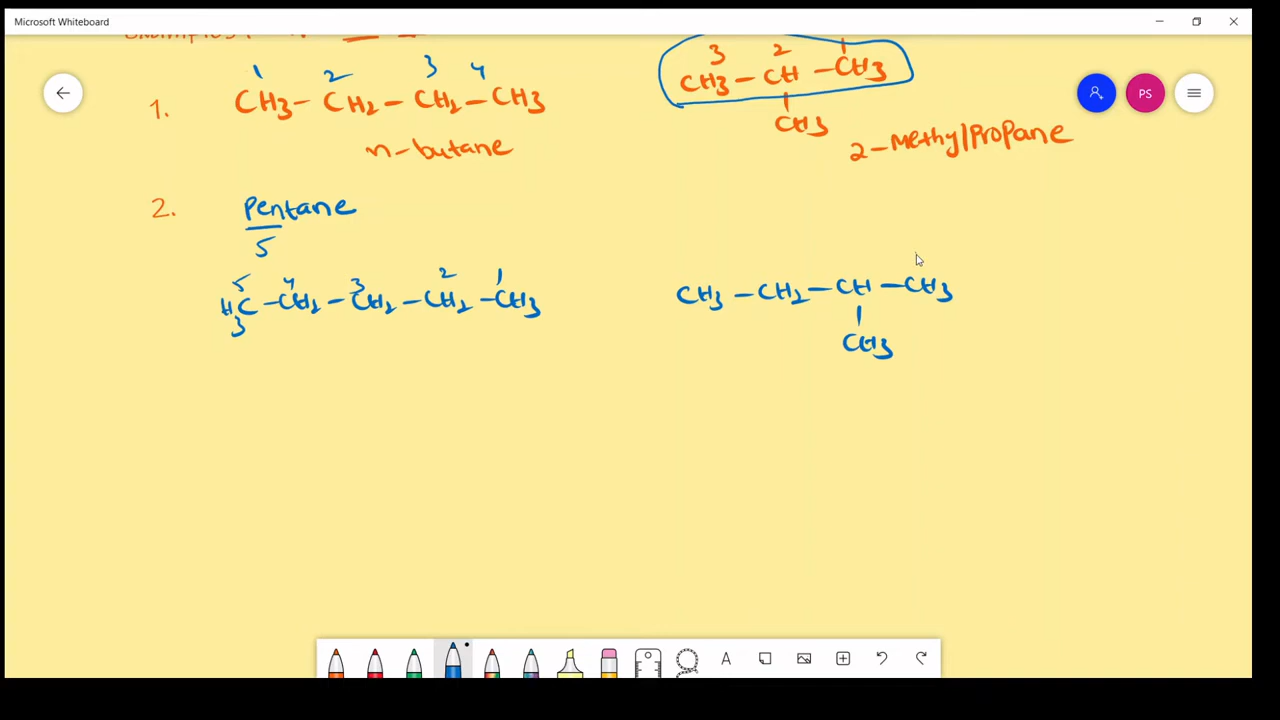 Microsoft Whiteboard
Examples :
1 2 3 4
1. CH3 – CH2 – CH2 – CH3
n-butane
3 2 1
CH3 – CH – CH3
CH3
2-MethylPropane
PS
2. Pentane
5
5 4 3 2 1
H3C – CH2 – CH2 – CH2 – CH3
CH3 – CH2 – CH – CH3
CH3
A